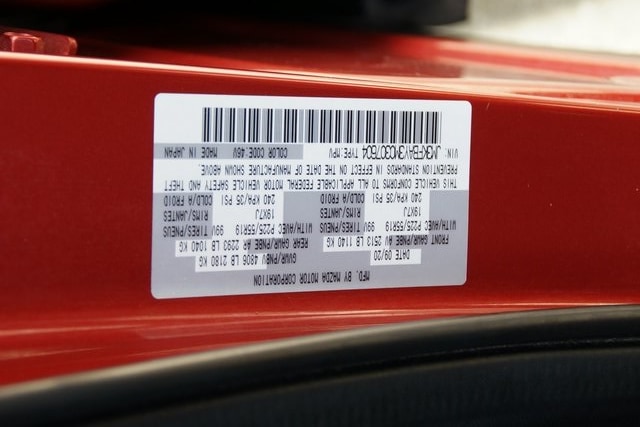 MFD. BY MAZDA MOTOR CORPORATION
DATE 09/20 GVWR/PNBV 4806 LB 2180 KG
FRONT GAWR/PNBE AV 2513 LB 1140 KG REAR GAWR/PNBE AR 2293 LB 1040 KG
WITH/AVEC P225/55R19 TIRES/PNEUS 99V WITH/AVEC P225/55R19 TIRES/PNEUS 99V
19X7J RIMS/JANTES 19X7J RIMS/JANTES
240 KPA/35 PSI COLD/A FROID 240 KPA/35 PSI COLD/A FROID
THIS VEHICLE CONFORMS TO ALL APPLICABLE FEDERAL MOTOR VEHICLE SAFETY AND THEFT
PREVENTION STANDARDS IN EFFECT ON THE DATE OF MANUFACTURE SHOWN ABOVE.
VIN: JM3KFBAY3M0307604 TYPE:MPV COLOR CODE 46V MADE IN JAPAN